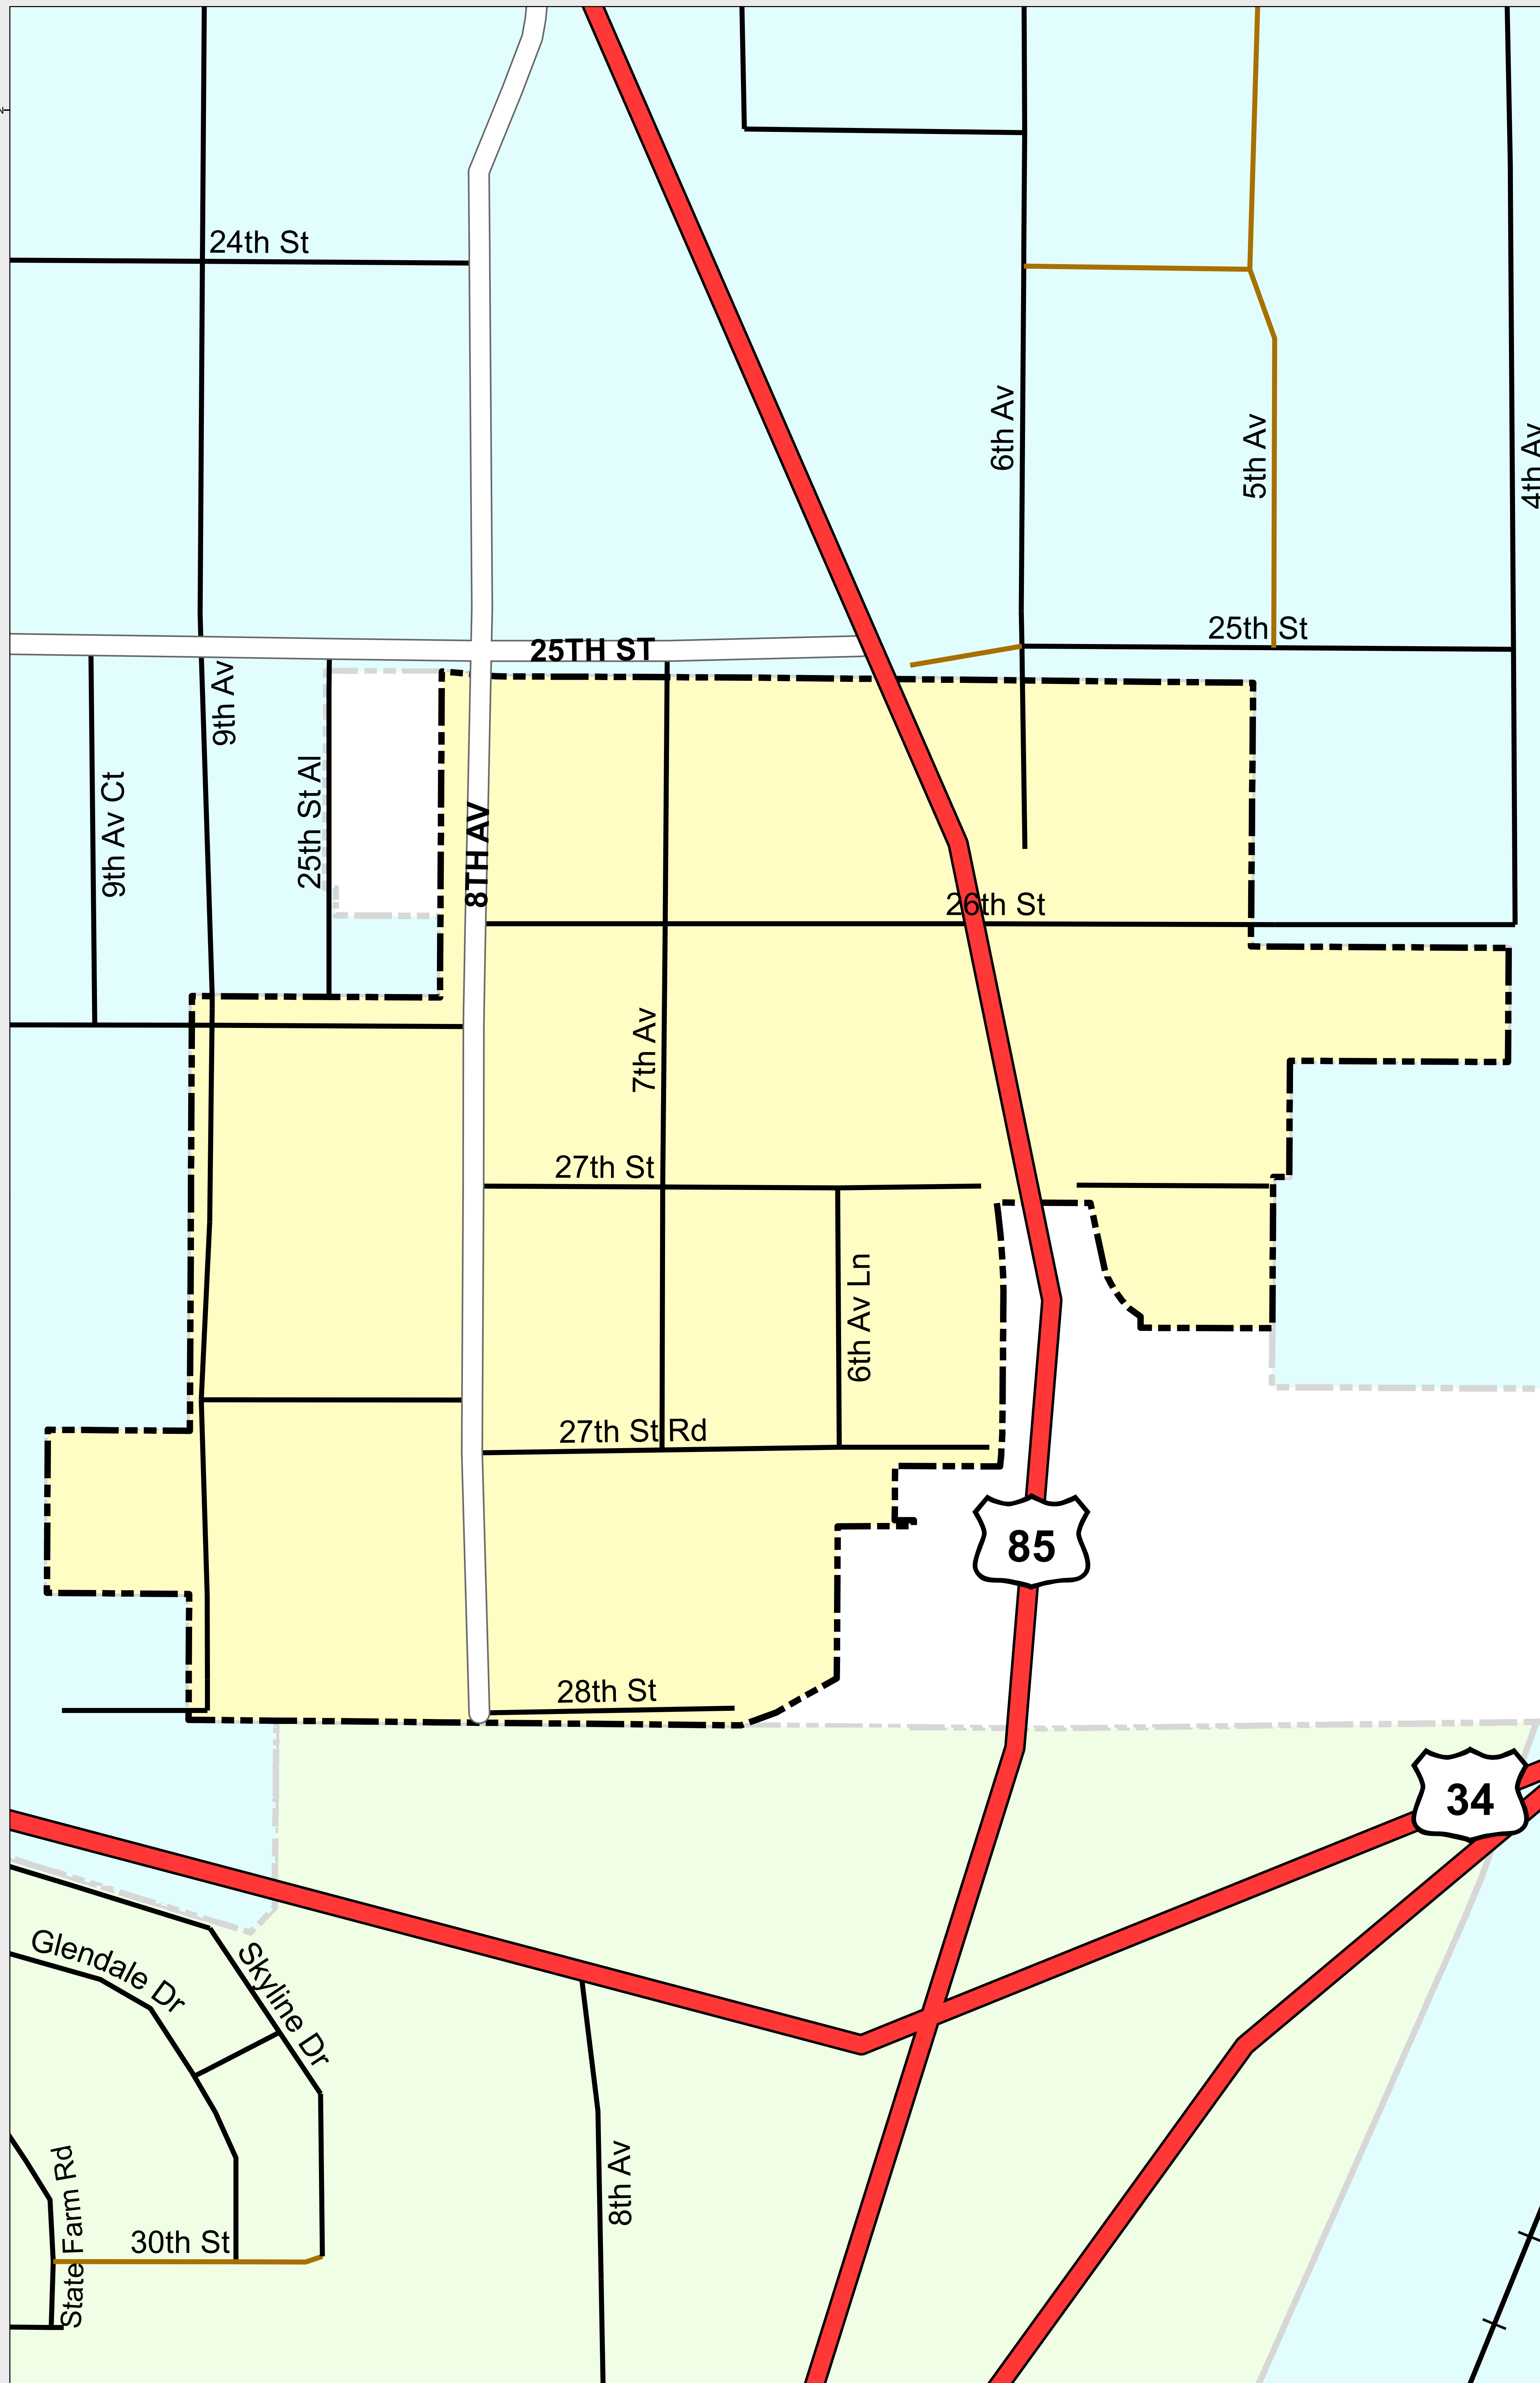 24th St
6th Av
5th Av
4th Av
25th St
25TH ST
9th Av
25th St Al
9th Av Ct
8TH AV
26th St
7th Av
27th St
6th Av Ln
27th St Rd
85
28th St
34
Glendale Dr
Skyline Dr
8th Av
State Farm Rd
30th St